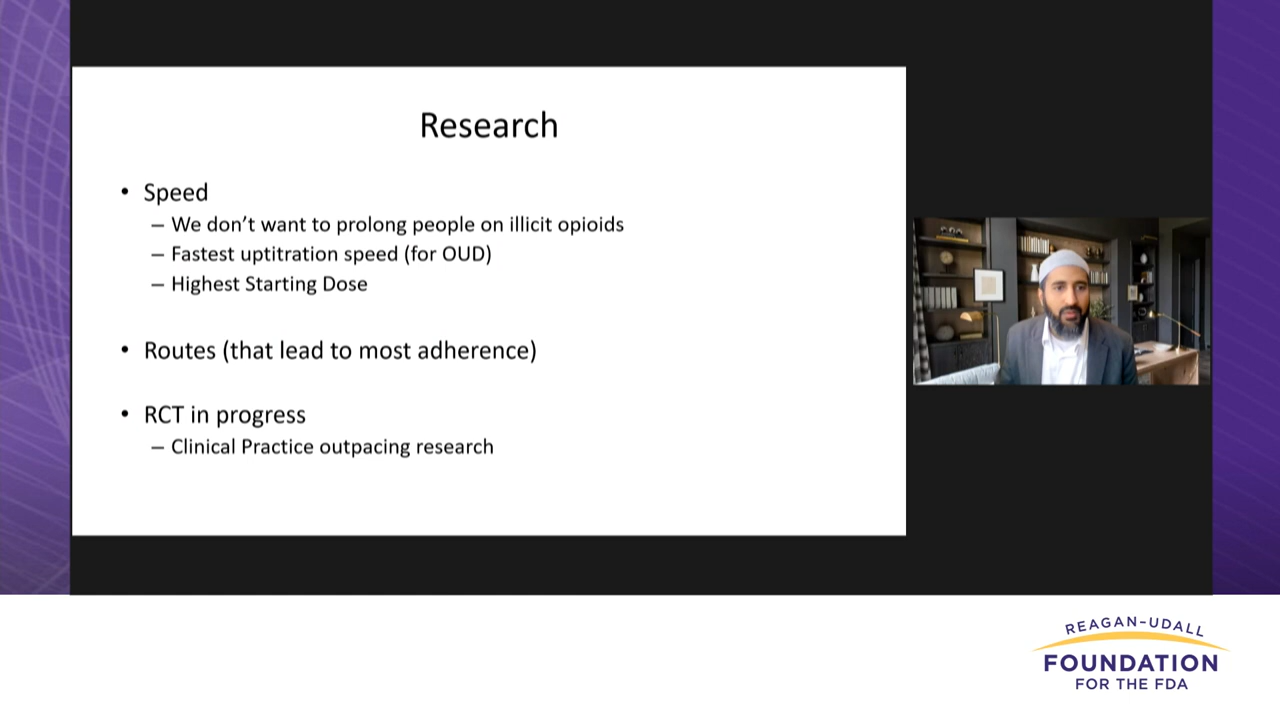 Research
• Speed
– We don’t want to prolong people on illicit opioids
– Fastest uptitration speed (for OUD)
– Highest Starting Dose
• Routes (that lead to most adherence)
• RCT in progress
– Clinical Practice outpacing research
REAGAN-UDALL
FOUNDATION
FOR THE FDA